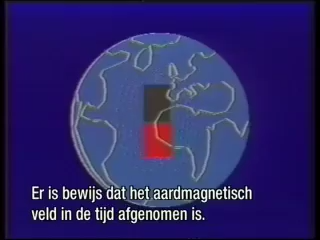 Er is bewijs dat het aardmagnetisch
veld in de tijd afgenomen is.